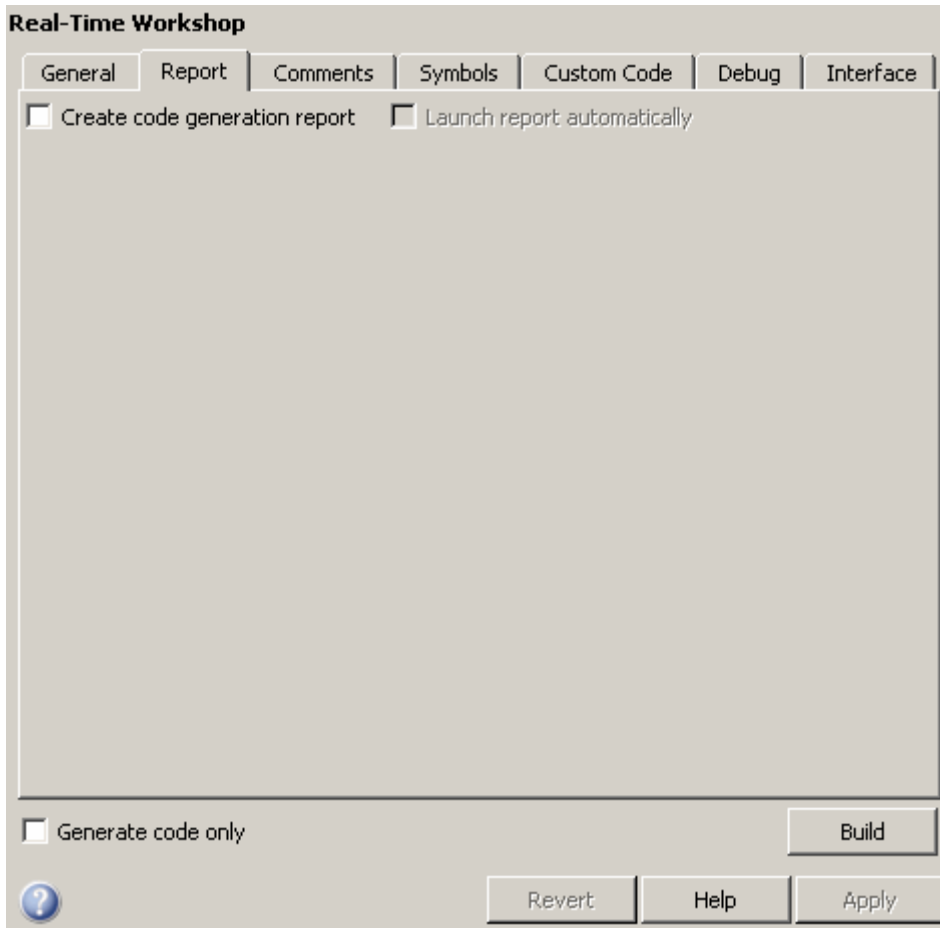 Real-Time Workshop
General Report Comments Symbols Custom Code Debug Interface
Create code generation report Launch report automatically
Generate code only Build
? Revert Help Apply